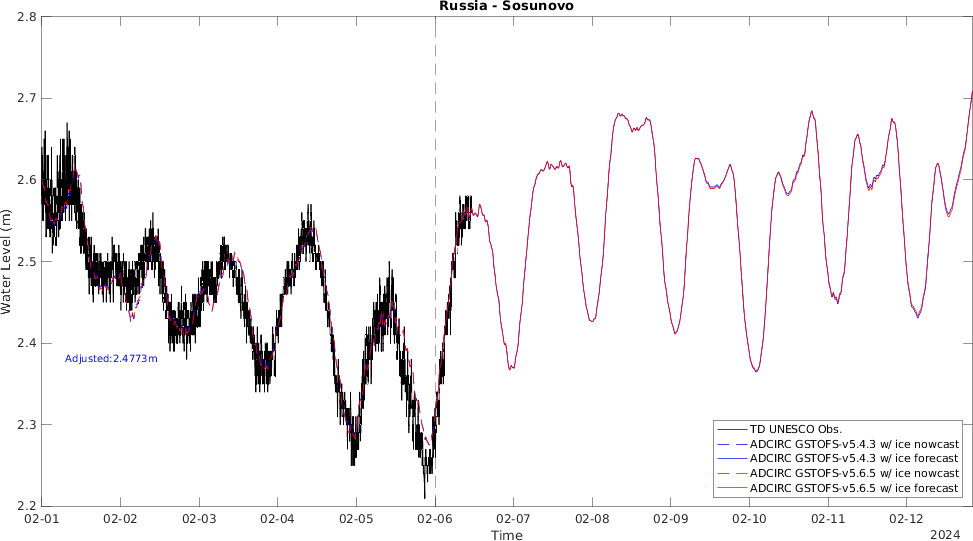 Russia - Sosunovo
2.8
2.7
2.6
2.5
2.4
2.3
2.2
Water Level (m)
Adjusted:2.4773m
TD UNESCO Obs.
ADCIRC GSTOFS-v5.4.3 w/ ice nowcast
ADCIRC GSTOFS-v5.4.3 w/ ice forecast
ADCIRC GSTOFS-v5.6.5 w/ ice nowcast
ADCIRC GSTOFS-v5.6.5 w/ ice forecast
02-01 02-02 02-03 02-04 02-05 02-06 02-07 02-08 02-09 02-10 02-11 02-12
Time
2024